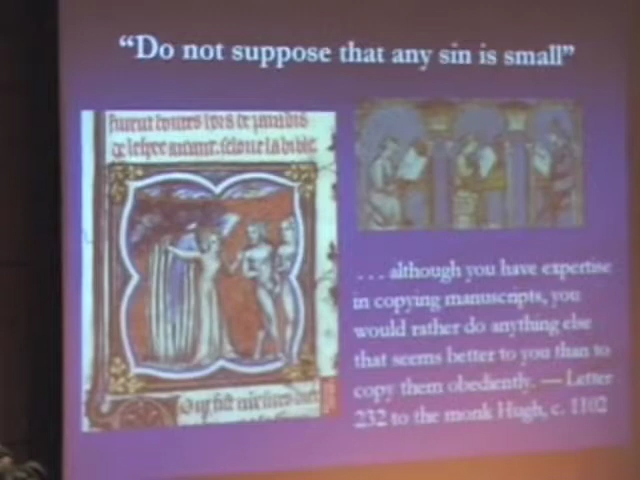 “Do not suppose that any sin is small”
. . . although you have expertise
in copying manuscripts, you
would rather do anything else
that seems better to you than to
copy them obediently. — Letter
232 to the monk Hugh, c. 1102